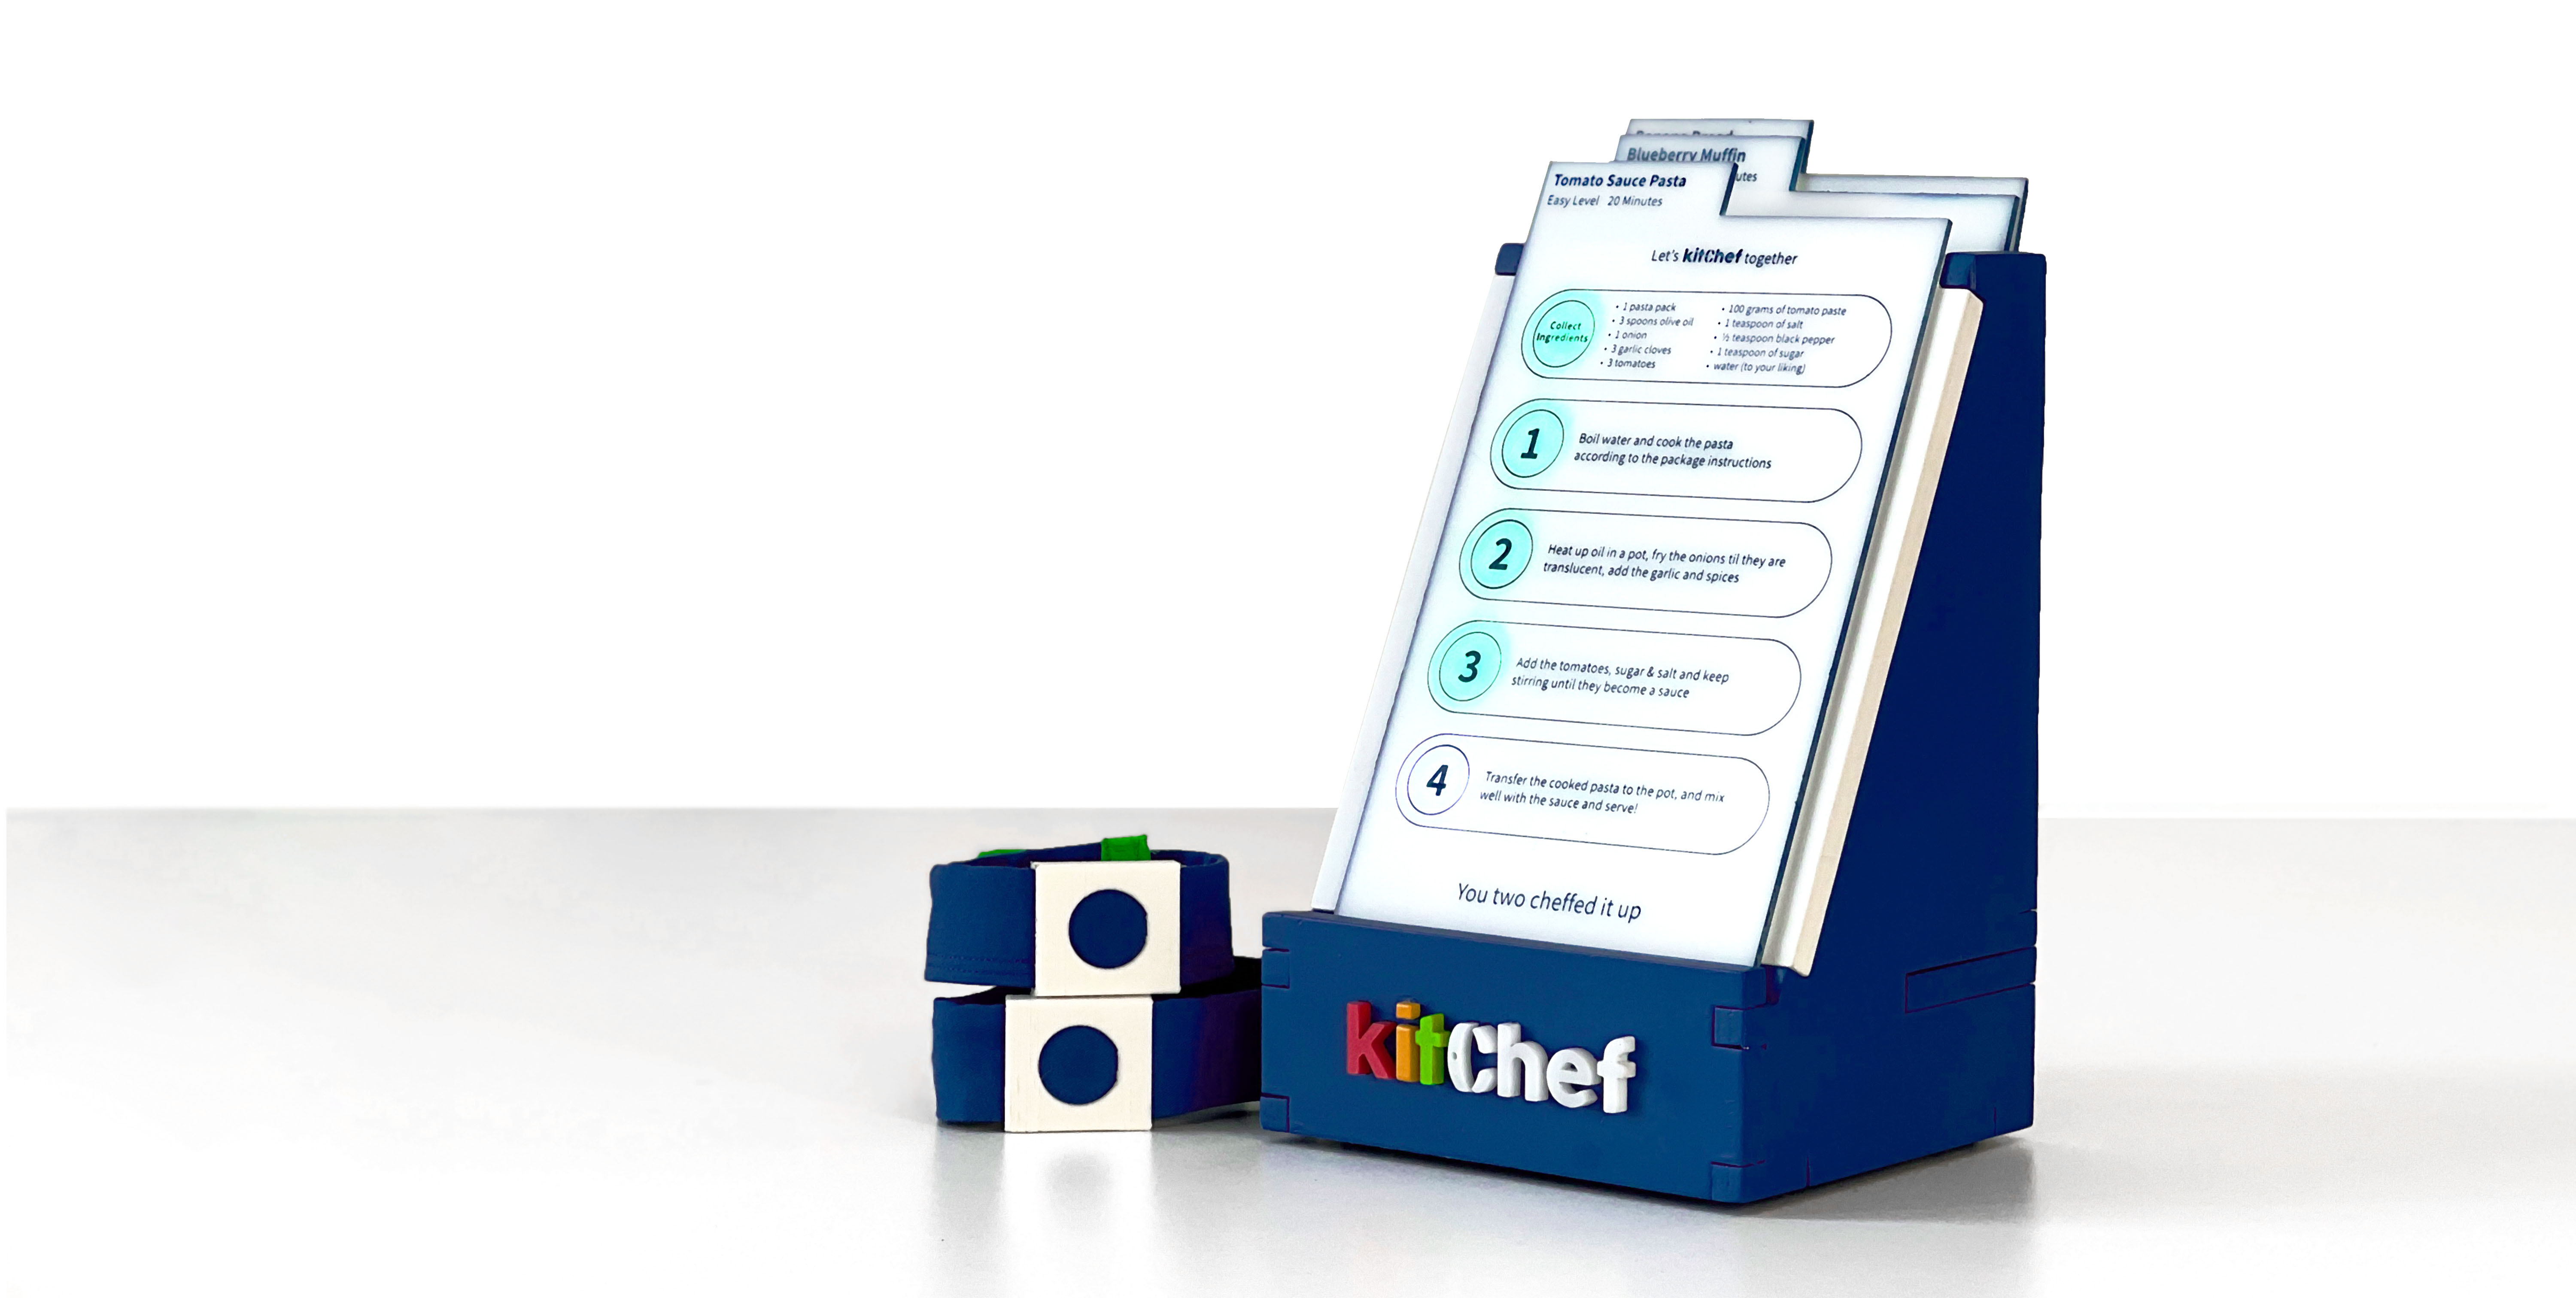 Banana Bread
Blueberry Muffin
utes
Tomato Sauce Pasta
Easy Level 20 Minutes
Let's kitChef together
Collect
Ingredients
• 1 pasta pack
• 3 spoons olive oil
• 1 onion
• 3 garlic cloves
• 3 tomatoes
• 100 grams of tomato paste
• 1 teaspoon of salt
• ½ teaspoon black pepper
• 1 teaspoon of sugar
• water (to your liking)
1
Boil water and cook the pasta
according to the package instructions
2
Heat up oil in a pot, fry the onions til they are
translucent, add the garlic and spices
3
Add the tomatoes, sugar & salt and keep
stirring until they become a sauce
4
Transfer the cooked pasta to the pot, and mix
well with the sauce and serve!
You two cheffed it up
kitChef